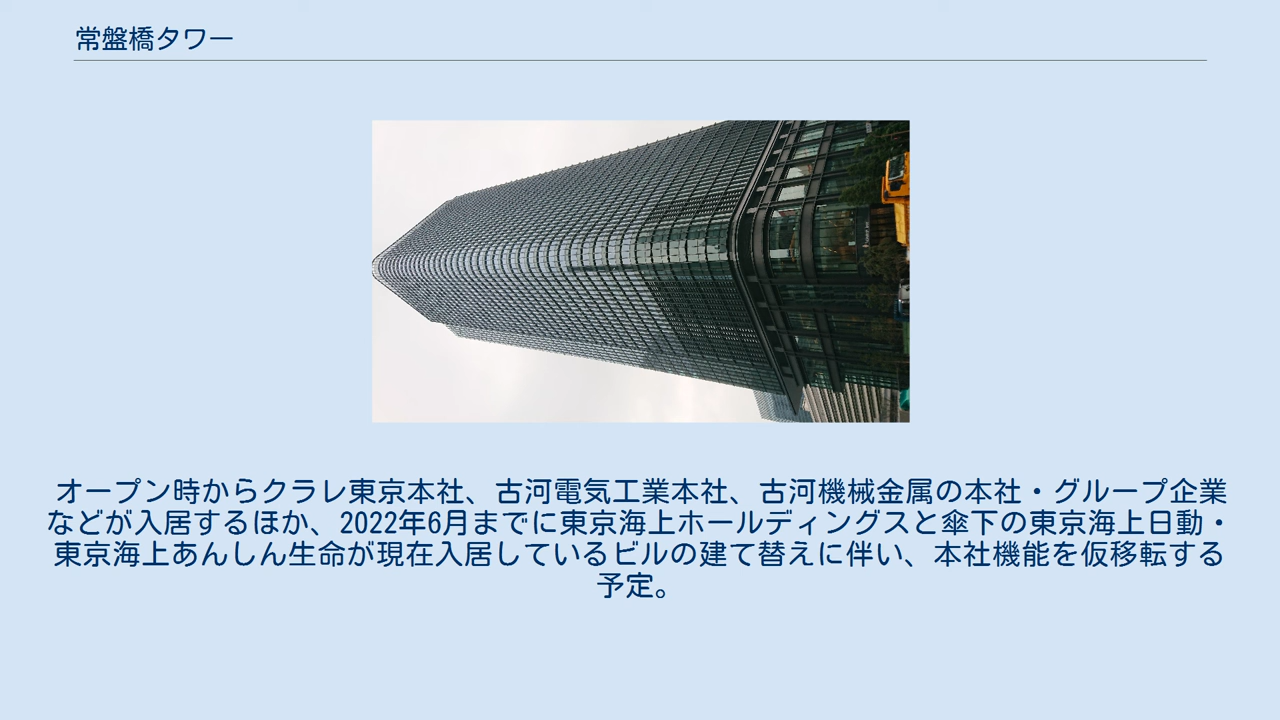 常盤橋タワー
オープン時からクラレ東京本社、古河電気工業本社、古河機械金属の本社・グループ企業
などが入居するほか、2022年6月までに東京海上ホールディングスと傘下の東京海上日動・
東京海上あんしん生命が現在入居しているビルの建て替えに伴い、本社機能を仮移転する
予定。